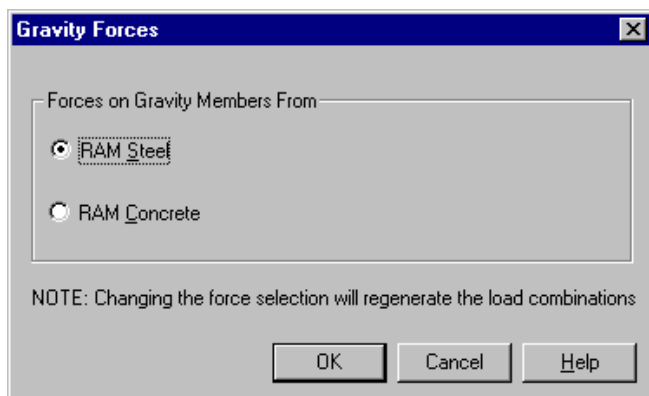 Gravity Forces
Forces on Gravity Members From
RAM Steel
RAM Concrete
NOTE: Changing the force selection will regenerate the load combinations
OK Cancel Help